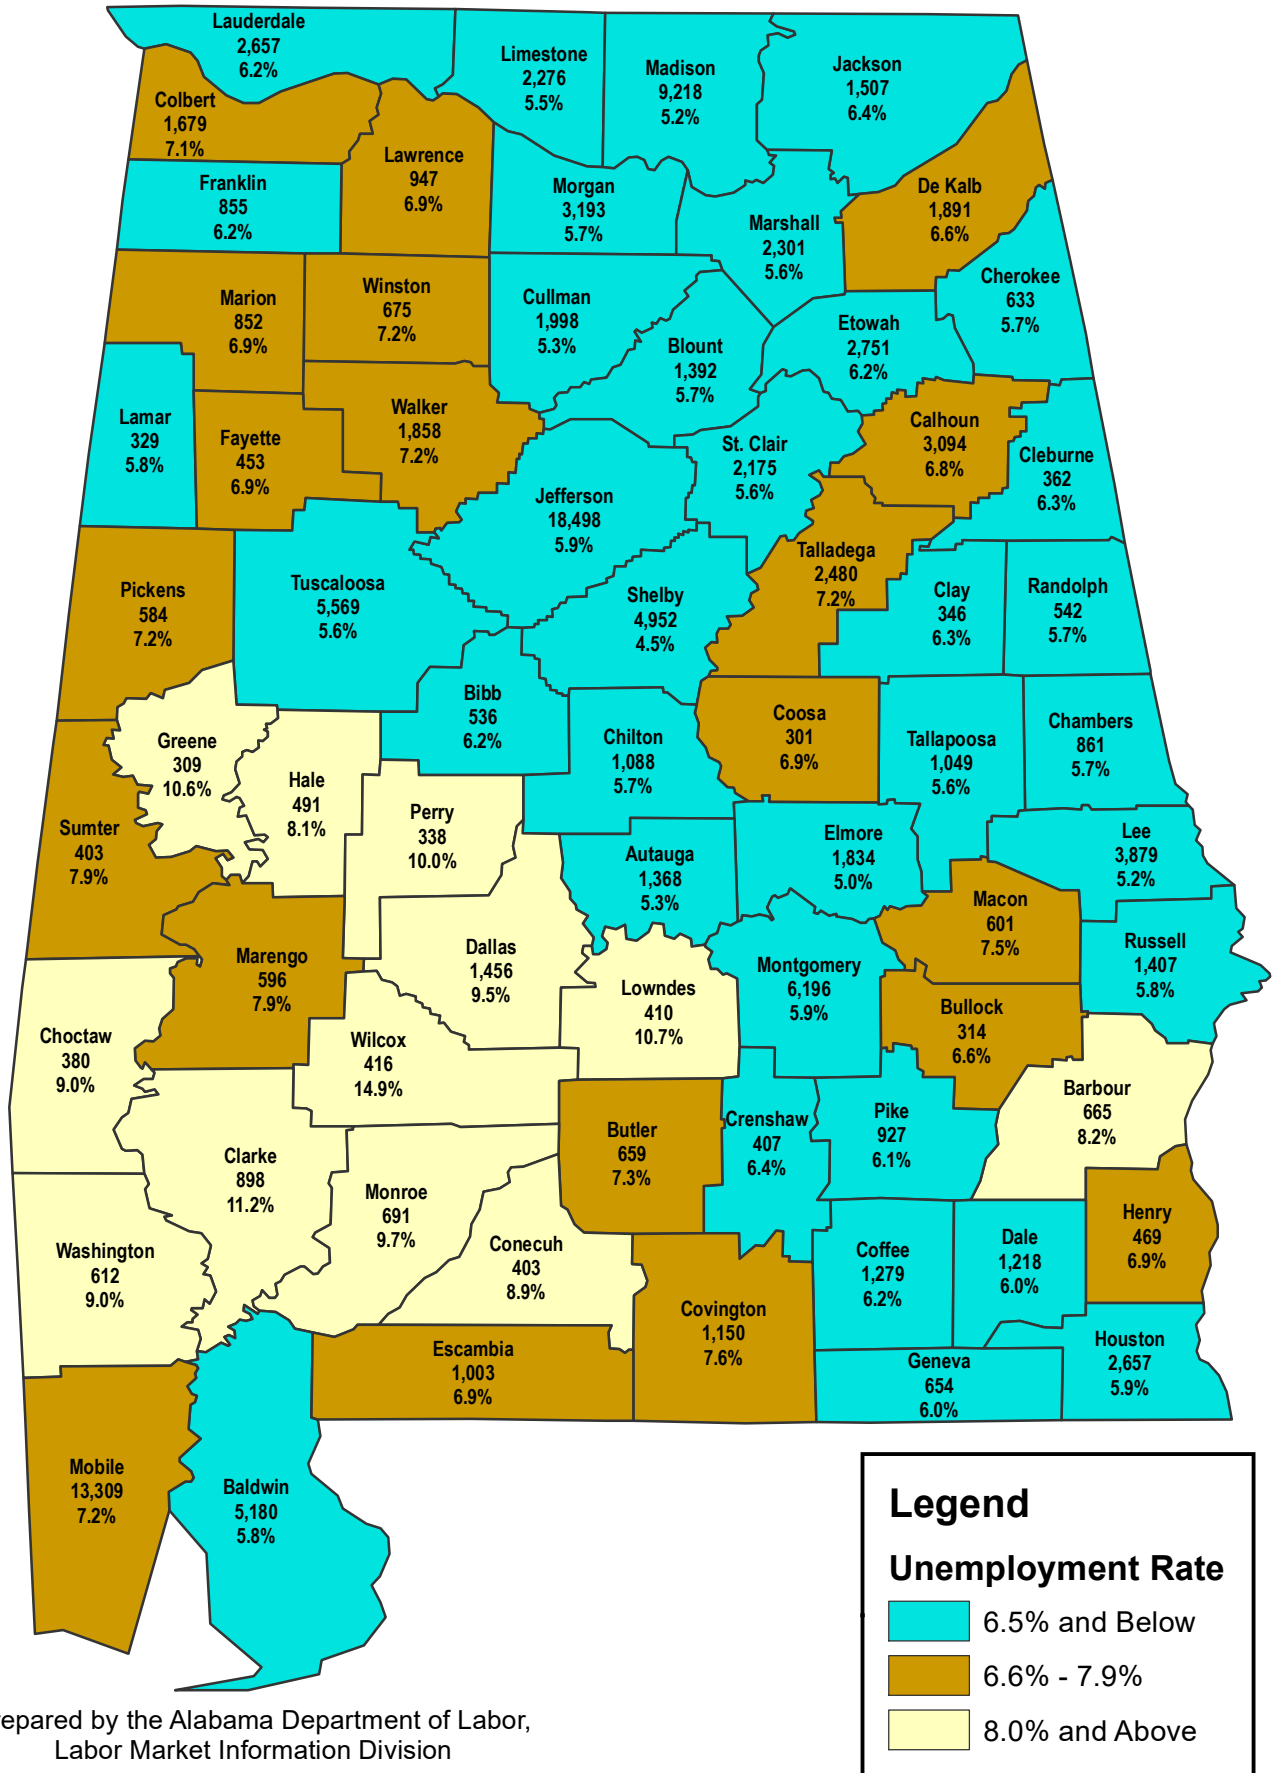 Lauderdale
2,657
6.2%
Limestone
2,276
5.5%
Madison
9,218
5.2%
Jackson
1,507
6.4%
Colbert
1,679
7.1%
Lawrence
947
6.9%
Franklin
855
6.2%
Morgan
3,193
5.7%
Marshall
2,301
5.6%
De Kalb
1,891
6.6%
Cherokee
633
5.7%
Marion
852
6.9%
Winston
675
7.2%
Cullman
1,998
5.3%
Blount
1,392
5.7%
Etowah
2,751
6.2%
Lamar
329
5.8%
Fayette
453
6.9%
Walker
1,858
7.2%
St. Clair
2,175
5.6%
Calhoun
3,094
6.8%
Cleburne
362
6.3%
Jefferson
18,498
5.9%
Talladega
2,480
7.2%
Pickens
584
7.2%
Tuscaloosa
5,569
5.6%
Shelby
4,952
4.5%
Clay
346
6.3%
Randolph
542
5.7%
Bibb
536
6.2%
Greene
309
10.6%
Hale
491
8.1%
Chilton
1,088
5.7%
Coosa
301
6.9%
Tallapoosa
1,049
5.6%
Chambers
861
5.7%
Sumter
403
7.9%
Perry
338
10.0%
Autauga
1,368
5.3%
Elmore
1,834
5.0%
Lee
3,879
5.2%
Macon
601
7.5%
Russell
1,407
5.8%
Marengo
596
7.9%
Dallas
1,456
9.5%
Lowndes
410
10.7%
Montgomery
6,196
5.9%
Bullock
314
6.6%
Choctaw
380
9.0%
Wilcox
416
14.9%
Barbour
665
8.2%
Butler
659
7.3%
Crenshaw
407
6.4%
Pike
927
6.1%
Clarke
898
11.2%
Monroe
691
9.7%
Conecuh
403
8.9%
Washington
612
9.0%
Henry
469
6.9%
Coffee
1,279
6.2%
Dale
1,218
6.0%
Covington
1,150
7.6%
Escambia
1,003
6.9%
Geneva
654
6.0%
Houston
2,657
5.9%
Mobile
13,309
7.2%
Baldwin
5,180
5.8%
Legend
Unemployment Rate
6.5% and Below
6.6% - 7.9%
8.0% and Above
repared by the Alabama Department of Labor,
Labor Market Information Division